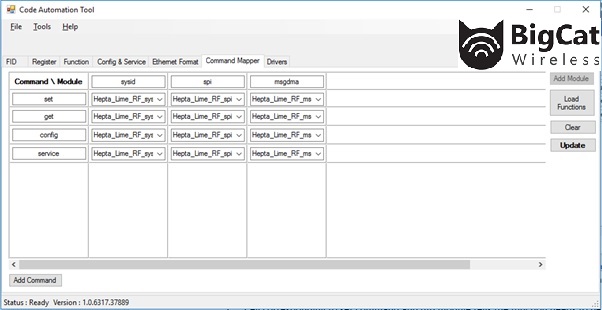 Code Automation Tool
File Tools Help
BigCat
Wireless
FID Register Function Config & Service Ethernet Format Command Mapper Drivers
Command \ Module sysid spi msgdma Add Module
set Hepta_Lime_RF_sys Hepta_Lime_RF_spi Hepta_Lime_RF_ms Load
Functions
get Hepta_Lime_RF_sys Hepta_Lime_RF_spi Hepta_Lime_RF_ms
config Hepta_Lime_RF_sys Hepta_Lime_RF_spi Hepta_Lime_RF_ms Clear
service Hepta_Lime_RF_sys Hepta_Lime_RF_spi Hepta_Lime_RF_ms Update
Add Command
Status : Ready Version : 1.0.6317.37889